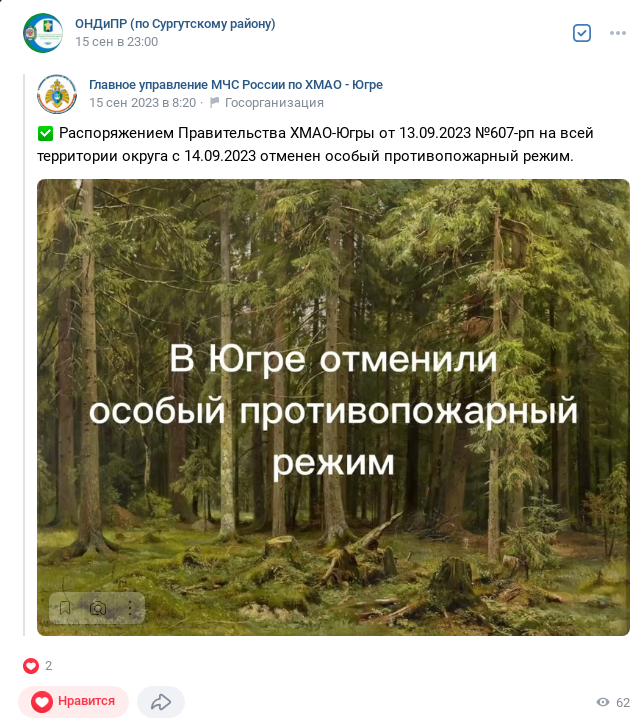 ОНДиПР (по Сургутскому району)
15 сен в 23:00
Главное управление МЧС России по ХМАО - Югре
15 сен 2023 в 8:20 · Госорганизация
✅ Распоряжением Правительства ХМАО-Югры от 13.09.2023 №607-рп на всей
территории округа с 14.09.2023 отменен особый противопожарный режим.
В Югре отменили
особый противопожарный
режим
2
Нравится
62